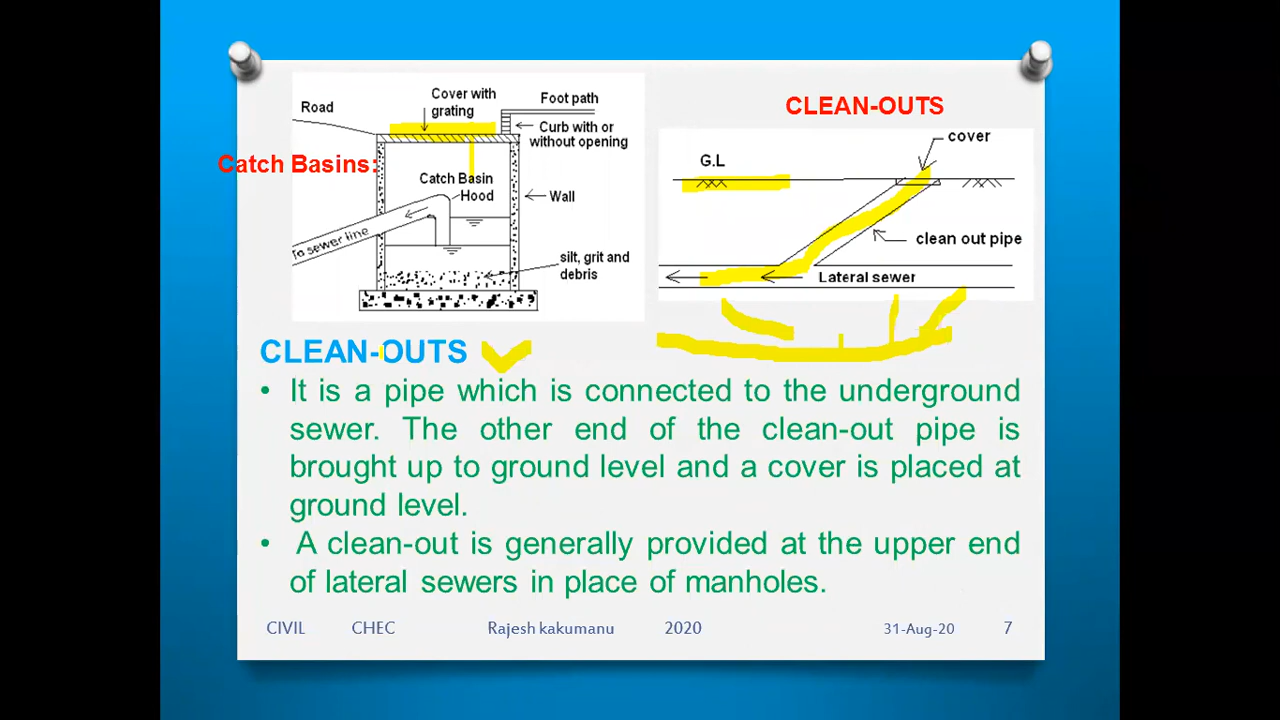 Road
Cover with
grating
Foot path
Curb with or
without opening
Catch Basins:
Catch Basin
Hood
Wall
To sewer line
silt, grit and
debris
CLEAN-OUTS
cover
G.L
clean out pipe
Lateral sewer
CLEAN-OUTS
• It is a pipe which is connected to the underground
sewer. The other end of the clean-out pipe is
brought up to ground level and a cover is placed at
ground level.
• A clean-out is generally provided at the upper end
of lateral sewers in place of manholes.
CIVIL CHEC Rajesh kakumanu 2020 31-Aug-20 7